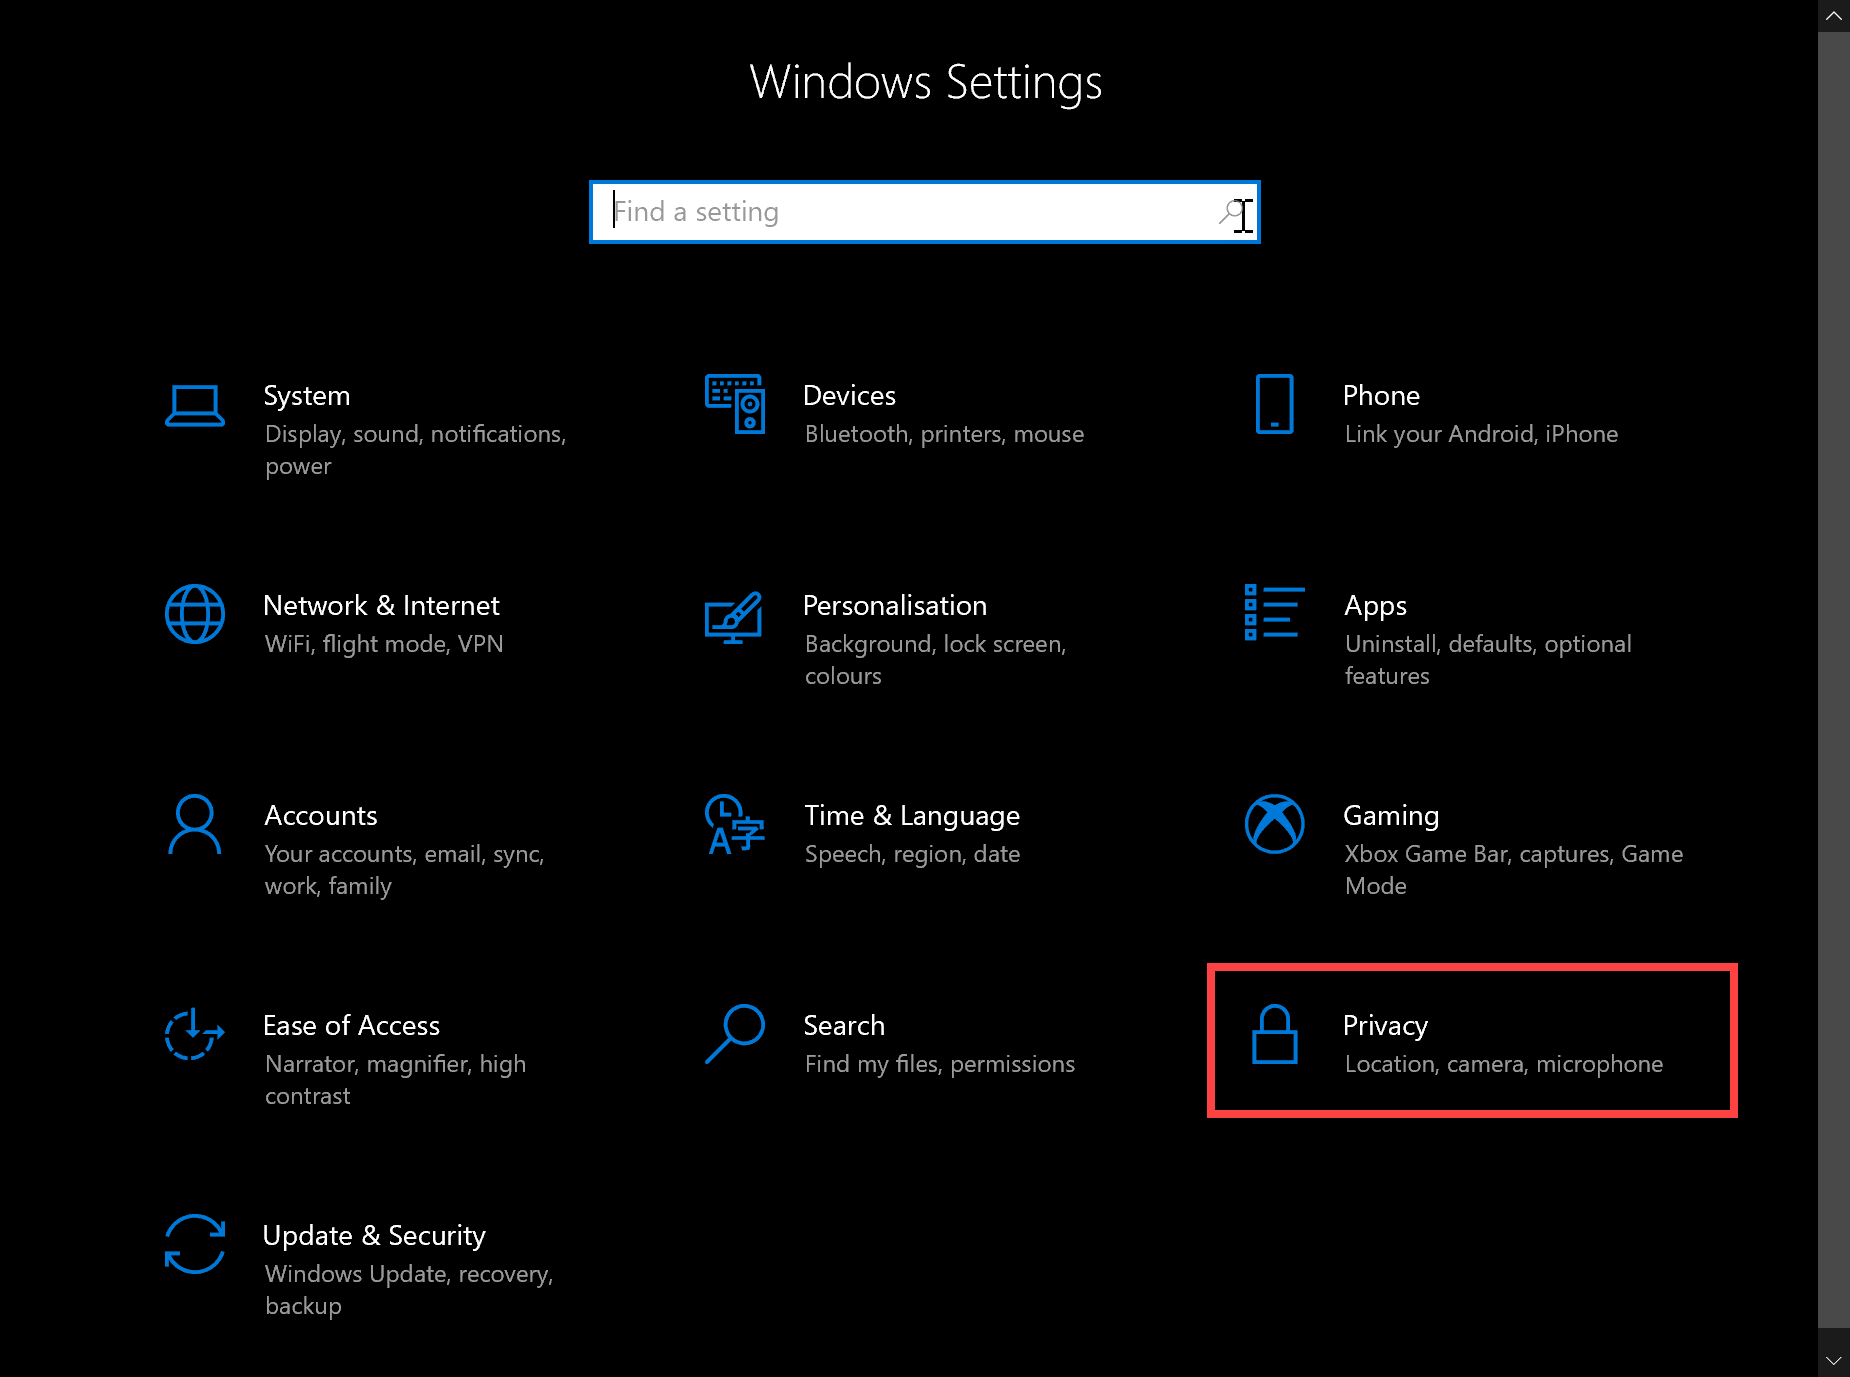 Windows Settings
Find a setting
System
Display, sound, notifications,
power
Devices
Bluetooth, printers, mouse
Phone
Link your Android, iPhone
Network & Internet
WiFi, flight mode, VPN
Personalisation
Background, lock screen,
colours
Apps
Uninstall, defaults, optional
features
Accounts
Your accounts, email, sync,
work, family
Time & Language
Speech, region, date
Gaming
Xbox Game Bar, captures, Game
Mode
Ease of Access
Narrator, magnifier, high
contrast
Search
Find my files, permissions
Privacy
Location, camera, microphone
Update & Security
Windows Update, recovery,
backup